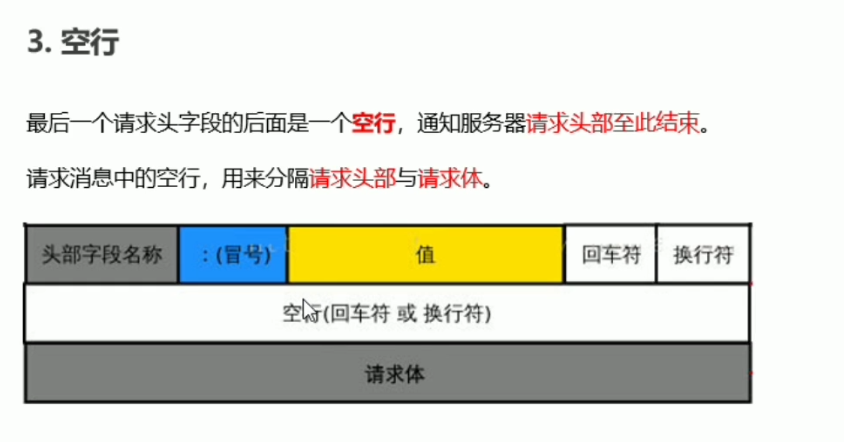 3. 空行
最后一个请求头字段的后面是一个空行，通知服务器请求头部至此结束。
请求消息中的空行，用来分隔请求头部与请求体。
头部字段名称 ：(冒号) 值 回车符 换行符
空行(回车符 或 换行符)
请求体